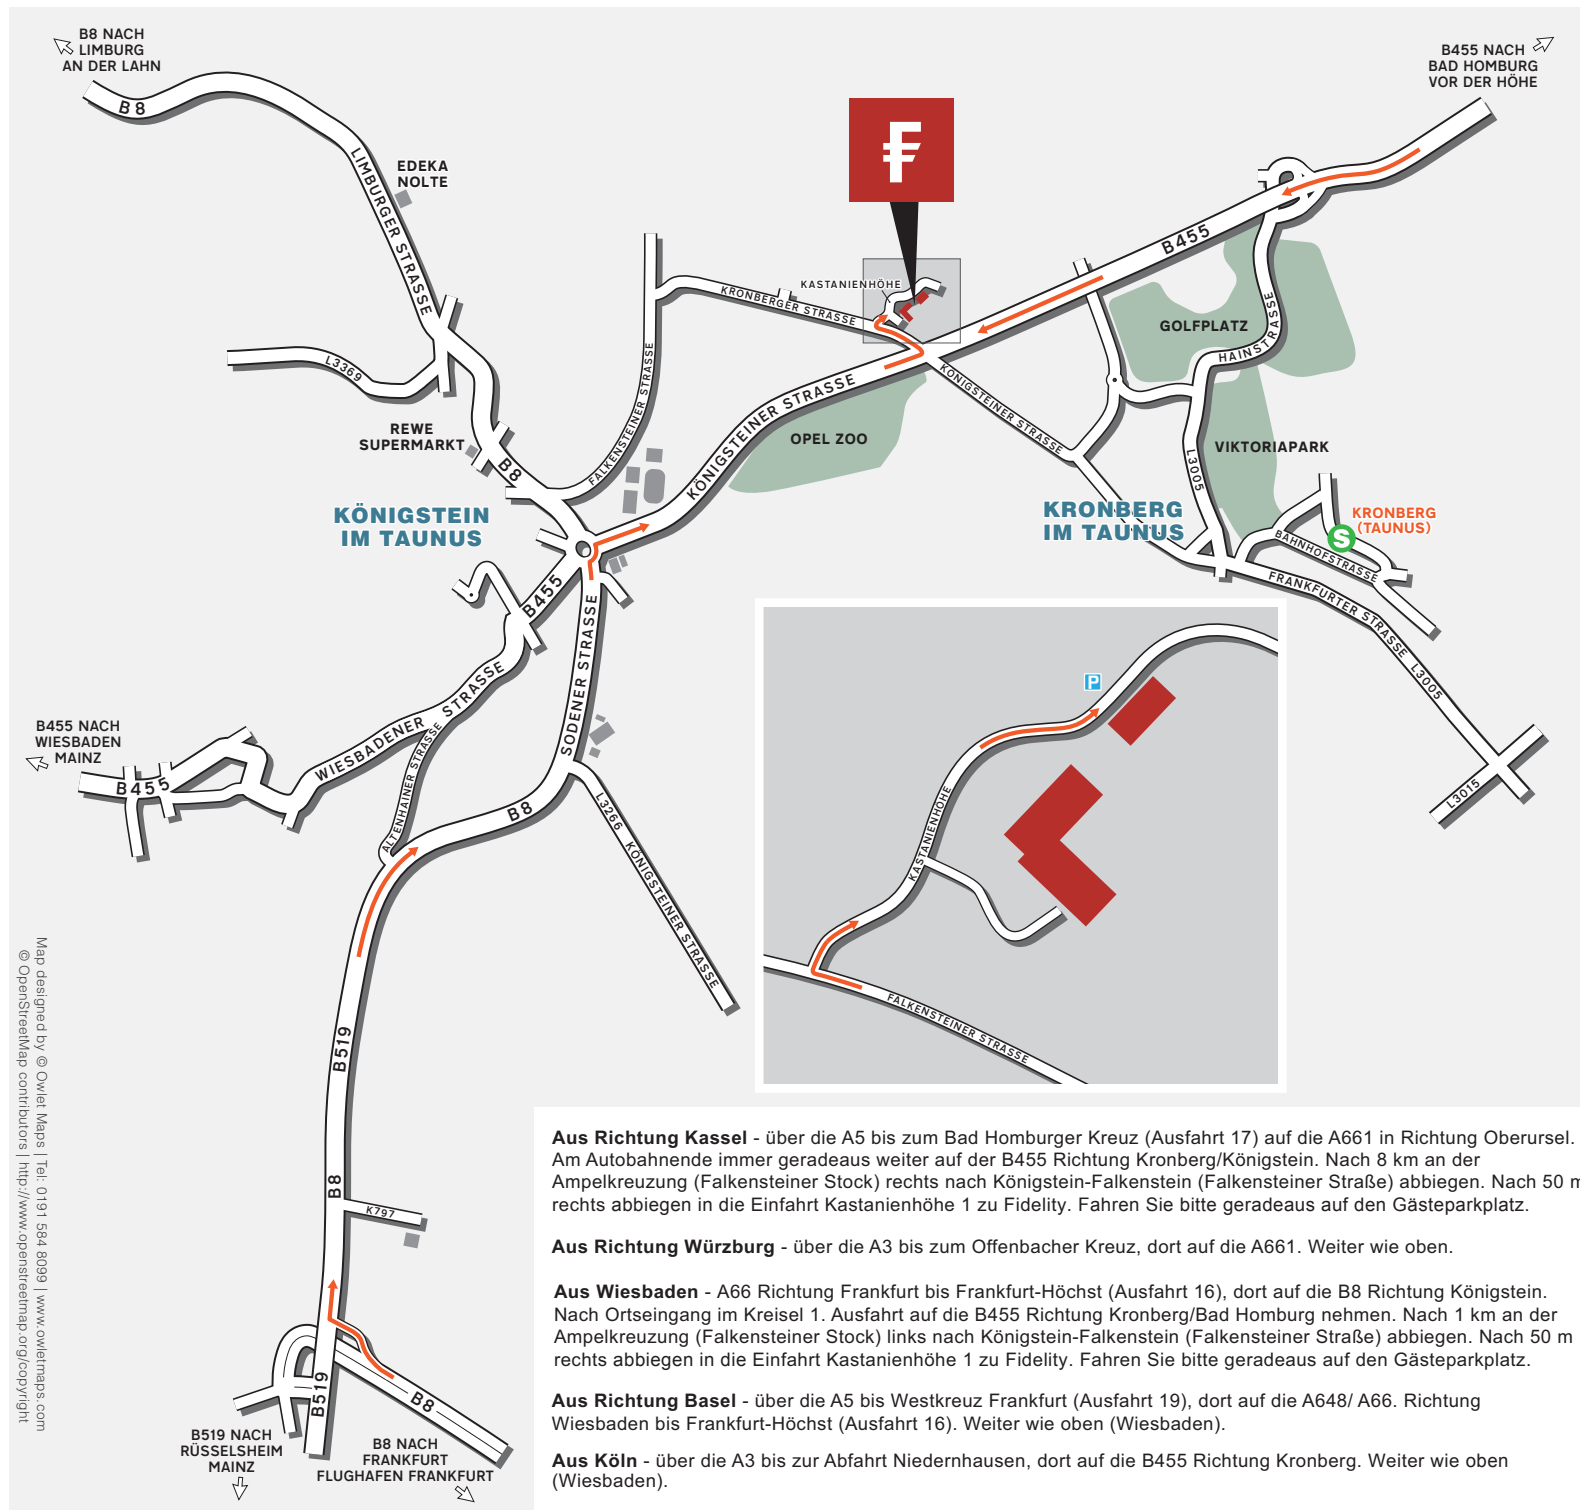 B8 NACH
LIMBURG
AN DER LAHN
B455 NACH
BAD HOMBURG
VOR DER HÖHE
B8
LIMBURGER STRASSE
EDEKA
NOLTE
KASTANIENHÖHE
KRONBERGER STRASSE
B455
GOLFPLATZ
HAINSTRASSE
L3369
FALKENSTEINER STRASSE
KÖNIGSTEINER STRASSE
KÖNIGSTEINER STRASSE
OPEL ZOO
REWE
SUPERMARKT
B8
VIKTORIAPARK
L3005
KÖNIGSTEIN
IM TAUNUS
KRONBERG
IM TAUNUS
KRONBERG
(TAUNUS)
S
BAHNHOFSTRASSE
FRANKFURTER STRASSE
L3005
L3015
B455
SODENER STRASSE
WIESBADENER STRASSE
ALTENHAINER STRASSE
B455 NACH
WIESBADEN
MAINZ
B455
B8
L3266 KÖNIGSTEINER STRASSE
P
KASTANIENHÖHE
FALKENSTEINER STRASSE
B519
B8
K797
B519
B8
B519 NACH
RÜSSELSHEIM
MAINZ
B8 NACH
FRANKFURT
FLUGHAFEN FRANKFURT
Map designed by © Owlet Maps | Tel: 0191 584 8099 | www.owletmaps.com
© OpenStreetMap contributors | http://www.openstreetmap.org/copyright
Aus Richtung Kassel - über die A5 bis zum Bad Homburger Kreuz (Ausfahrt 17) auf die A661 in Richtung Oberursel.
Am Autobahnende immer geradeaus weiter auf der B455 Richtung Kronberg/Königstein. Nach 8 km an der
Ampelkreuzung (Falkensteiner Stock) rechts nach Königstein-Falkenstein (Falkensteiner Straße) abbiegen. Nach 50 m
rechts abbiegen in die Einfahrt Kastanienhöhe 1 zu Fidelity. Fahren Sie bitte geradeaus auf den Gästeparkplatz.
Aus Richtung Würzburg - über die A3 bis zum Offenbacher Kreuz, dort auf die A661. Weiter wie oben.
Aus Wiesbaden - A66 Richtung Frankfurt bis Frankfurt-Höchst (Ausfahrt 16), dort auf die B8 Richtung Königstein.
Nach Ortseingang im Kreisel 1. Ausfahrt auf die B455 Richtung Kronberg/Bad Homburg nehmen. Nach 1 km an der
Ampelkreuzung (Falkensteiner Stock) links nach Königstein-Falkenstein (Falkensteiner Straße) abbiegen. Nach 50 m
rechts abbiegen in die Einfahrt Kastanienhöhe 1 zu Fidelity. Fahren Sie bitte geradeaus auf den Gästeparkplatz.
Aus Richtung Basel - über die A5 bis Westkreuz Frankfurt (Ausfahrt 19), dort auf die A648/ A66. Richtung
Wiesbaden bis Frankfurt-Höchst (Ausfahrt 16). Weiter wie oben (Wiesbaden).
Aus Köln - über die A3 bis zur Abfahrt Niedernhausen, dort auf die B455 Richtung Kronberg. Weiter wie oben
(Wiesbaden).